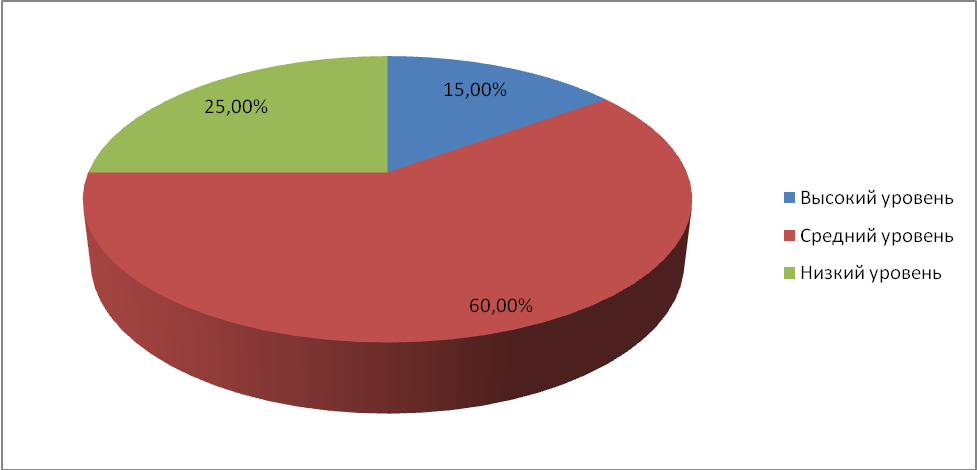 15,00%
25,00%
60,00%
Высокий уровень
Средний уровень
Низкий уровень